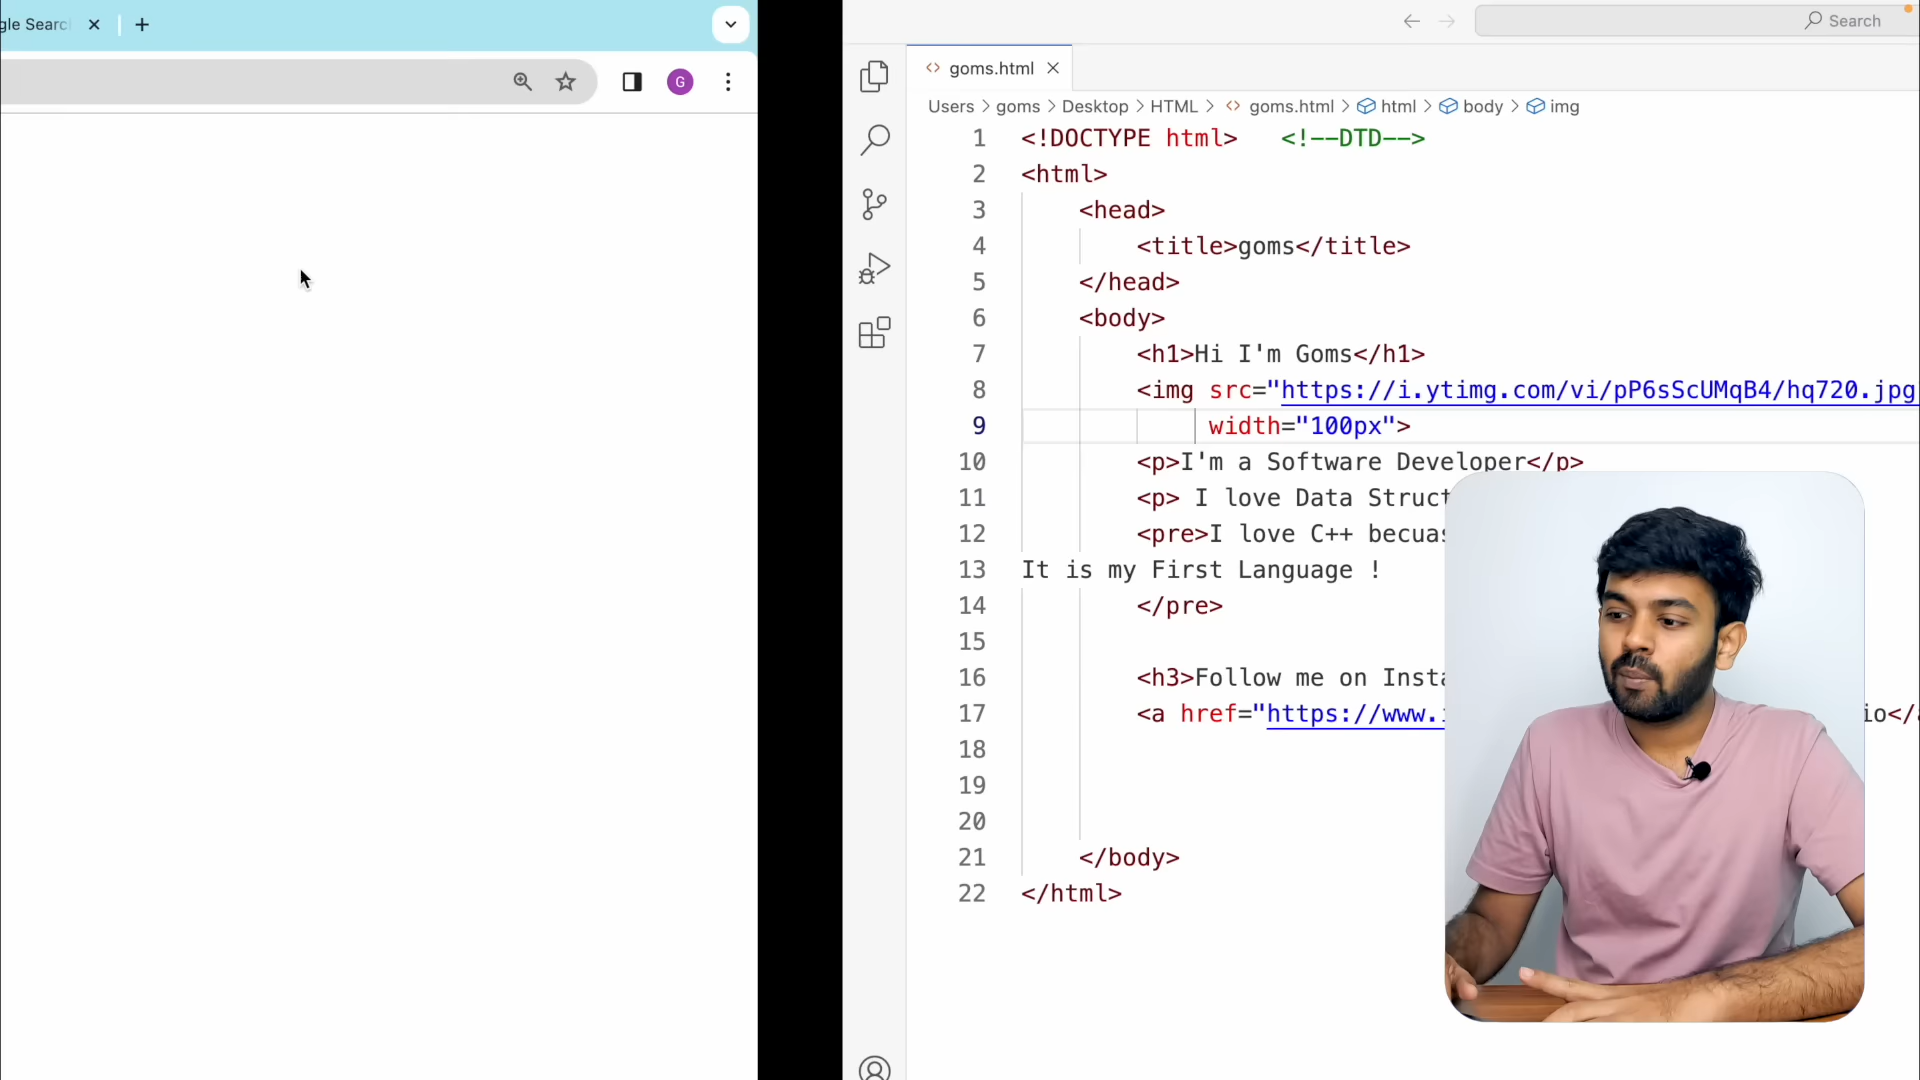 gle Search
G
Search
goms.html
Users > goms > Desktop > HTML > goms.html > html > body > img
1 <!DOCTYPE html> <!--DTD-->
2 <html>
3 <head>
4 <title>goms</title>
5 </head>
6 <body>
7 <h1>Hi I'm Goms</h1>
8 <img src="https://i.ytimg.com/vi/pP6sScUMqB4/hq720.jpg
9 width="100px">
10 <p>I'm a Software Developer</p>
11 <p> I love Data Struct
12 <pre>I love C++ becuas
13 It is my First Language !
14 </pre>
15
16 <h3>Follow me on Insta
17 <a href="https://www.i io</a
18
19
20
21 </body>
22 </html>